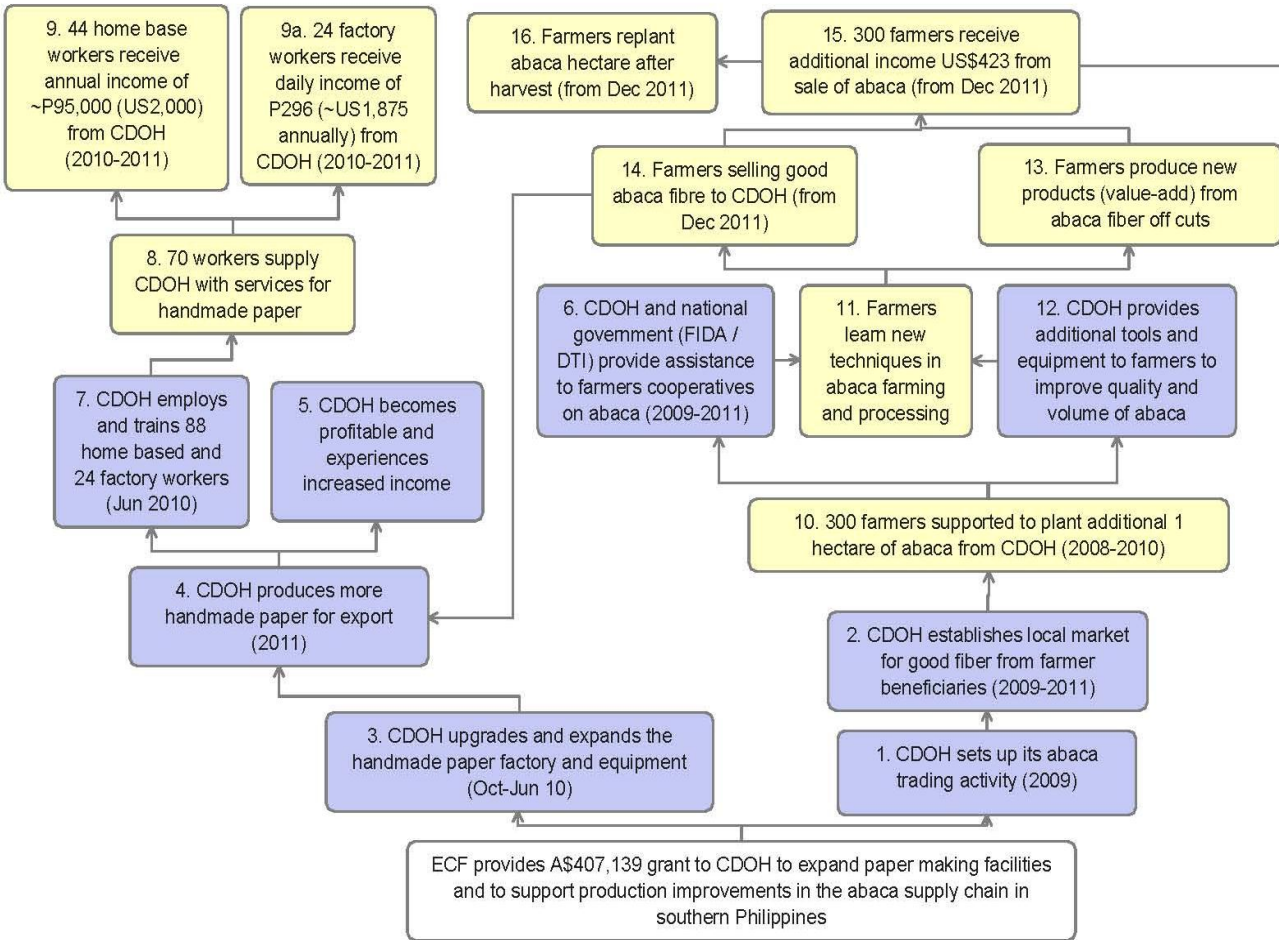 9. 44 home base
workers receive
annual income of
~P95,000 (US2,000)
from CDOH
(2010-2011)
9a. 24 factory
workers receive
daily income of
P296 (~US1,875
annually) from
CDOH (2010-2011)
16. Farmers replant
abaca hectare after
harvest (from Dec 2011)
15. 300 farmers receive
additional income US$423 from
sale of abaca (from Dec 2011)
14. Farmers selling good
abaca fibre to CDOH (from
Dec 2011)
13. Farmers produce new
products (value-add) from
abaca fiber off cuts
8. 70 workers supply
CDOH with services for
handmade paper
6. CDOH and national
government (FIDA /
DTI) provide assistance
to farmers cooperatives
on abaca (2009-2011)
11. Farmers
learn new
techniques in
abaca farming
and processing
12. CDOH provides
additional tools and
equipment to farmers to
improve quality and
volume of abaca
7. CDOH employs
and trains 88
home based and
24 factory workers
(Jun 2010)
5. CDOH becomes
profitable and
experiences
increased income
10. 300 farmers supported to plant additional 1
hectare of abaca from CDOH (2008-2010)
4. CDOH produces more
handmade paper for export
(2011)
2. CDOH establishes local market
for good fiber from farmer
beneficiaries (2009-2011)
3. CDOH upgrades and expands the
handmade paper factory and equipment
(Oct-Jun 10)
1. CDOH sets up its abaca
trading activity (2009)
ECF provides A$407,139 grant to CDOH to expand paper making facilities
and to support production improvements in the abaca supply chain in
southern Philippines